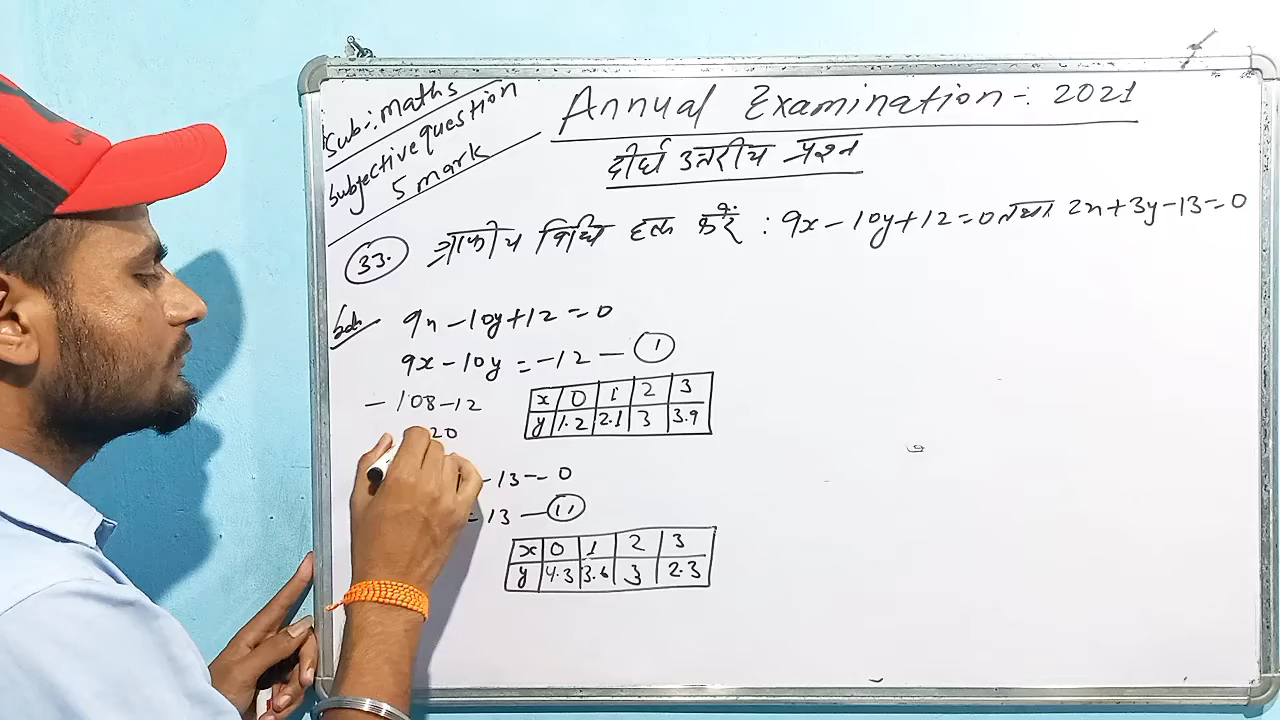 Sub:- maths
Subjective question
5 mark
Annual Examination-: 2021
दीर्घ उत्तरीय प्रश्न
33. ग्राफीय विधि हल करें : 9x-10y+12=0 तथा 2x+3y-13=0
Soln 9x-10y+12=0
9x-10y=-12 — 1
-108-12
20
x 0 1 2 3
y 1.2 2.1 3 3.9
-13=0
=13 — 11
x 0 1 2 3
y 4.3 3.6 3 2.3